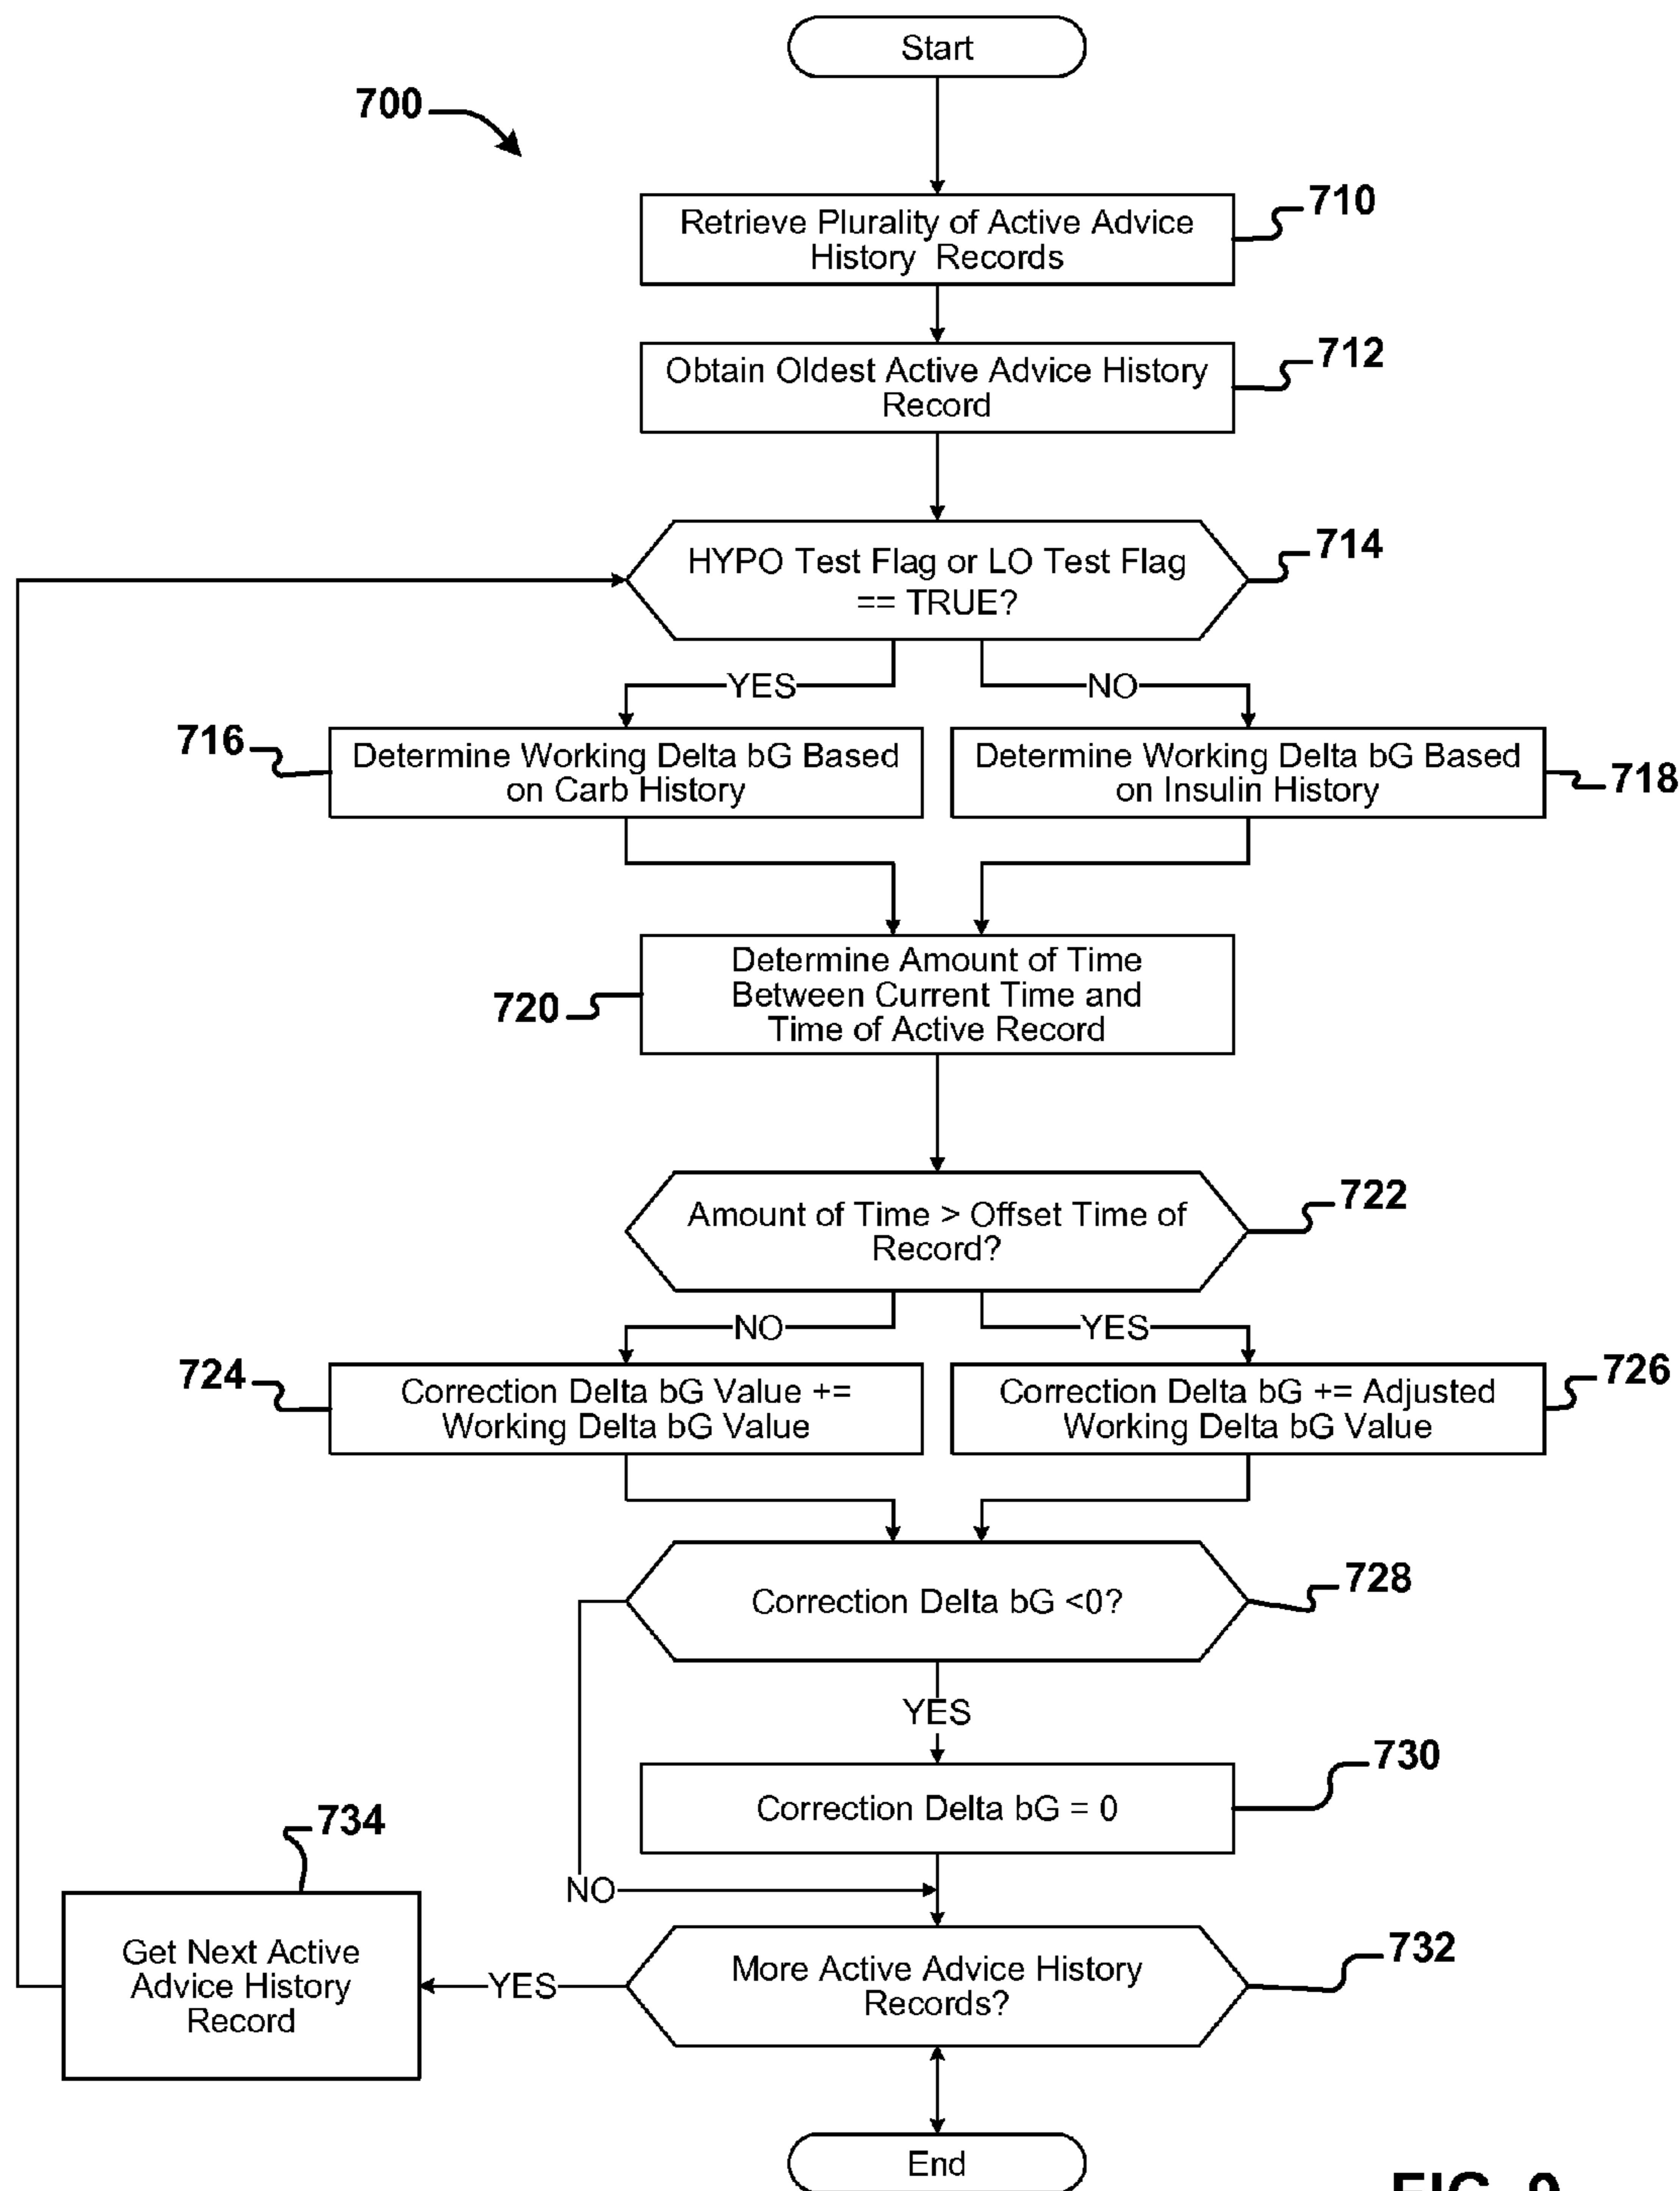 Start
700
Retrieve Plurality of Active Advice
History Records
710
Obtain Oldest Active Advice History
Record
712
HYPO Test Flag or LO Test Flag
== TRUE?
714
YES
NO
716
Determine Working Delta bG Based
on Carb History
Determine Working Delta bG Based
on Insulin History
718
720
Determine Amount of Time
Between Current Time and
Time of Active Record
Amount of Time > Offset Time of
Record?
722
NO
YES
724
Correction Delta bG Value +=
Working Delta bG Value
Correction Delta bG += Adjusted
Working Delta bG Value
726
Correction Delta bG <0?
728
YES
Correction Delta bG = 0
730
NO
734
Get Next Active
Advice History
Record
YES
More Active Advice History
Records?
732
End